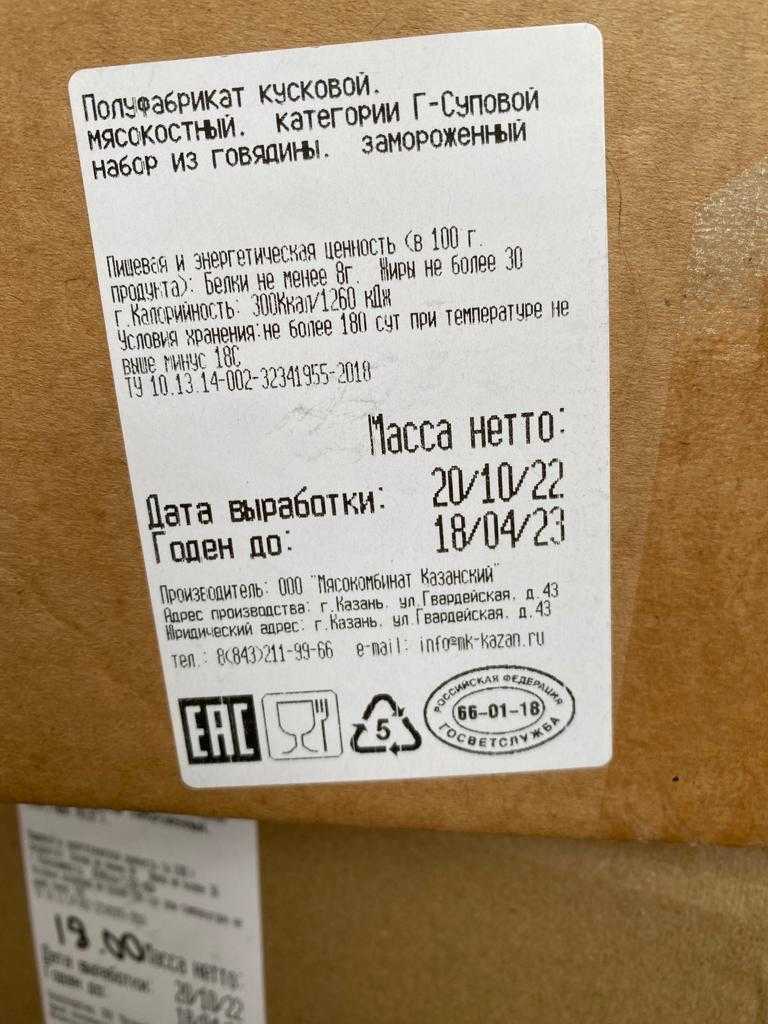 Полуфабрикат кусковой.
мясокостный. категории Г-Суповой
набор из говядины. замороженный
Пищевая и энергетическая ценность (в 100 г.
продукта): Белки не менее 8г. Жиры не более 30
г.Калорийность: 300Ккал/1260 кДж
Условия хранения:не более 180 сут при температуре не
выше минус 18С
ТУ 10.13.14-002-32341955-2018
Масса нетто:
Дата выработки: 20/10/22
Годен до: 18/04/23
Производитель: ООО "Мясокомбинат Казанский"
Адрес производства: г.Казань. ул.Гвардейская. д.43
Юридический адрес: г.Казань. ул.Гвардейская. д.43
тел.: 8(843)211-99-66 e-mail: info@mk-kazan.ru
EAC
5
РОССИЙСКАЯ ФЕДЕРАЦИЯ
66-01-18
ГОСВЕТСЛУЖБА
19.00 Масса нетто:
Дата выработки: 20/10/22
Годен до: